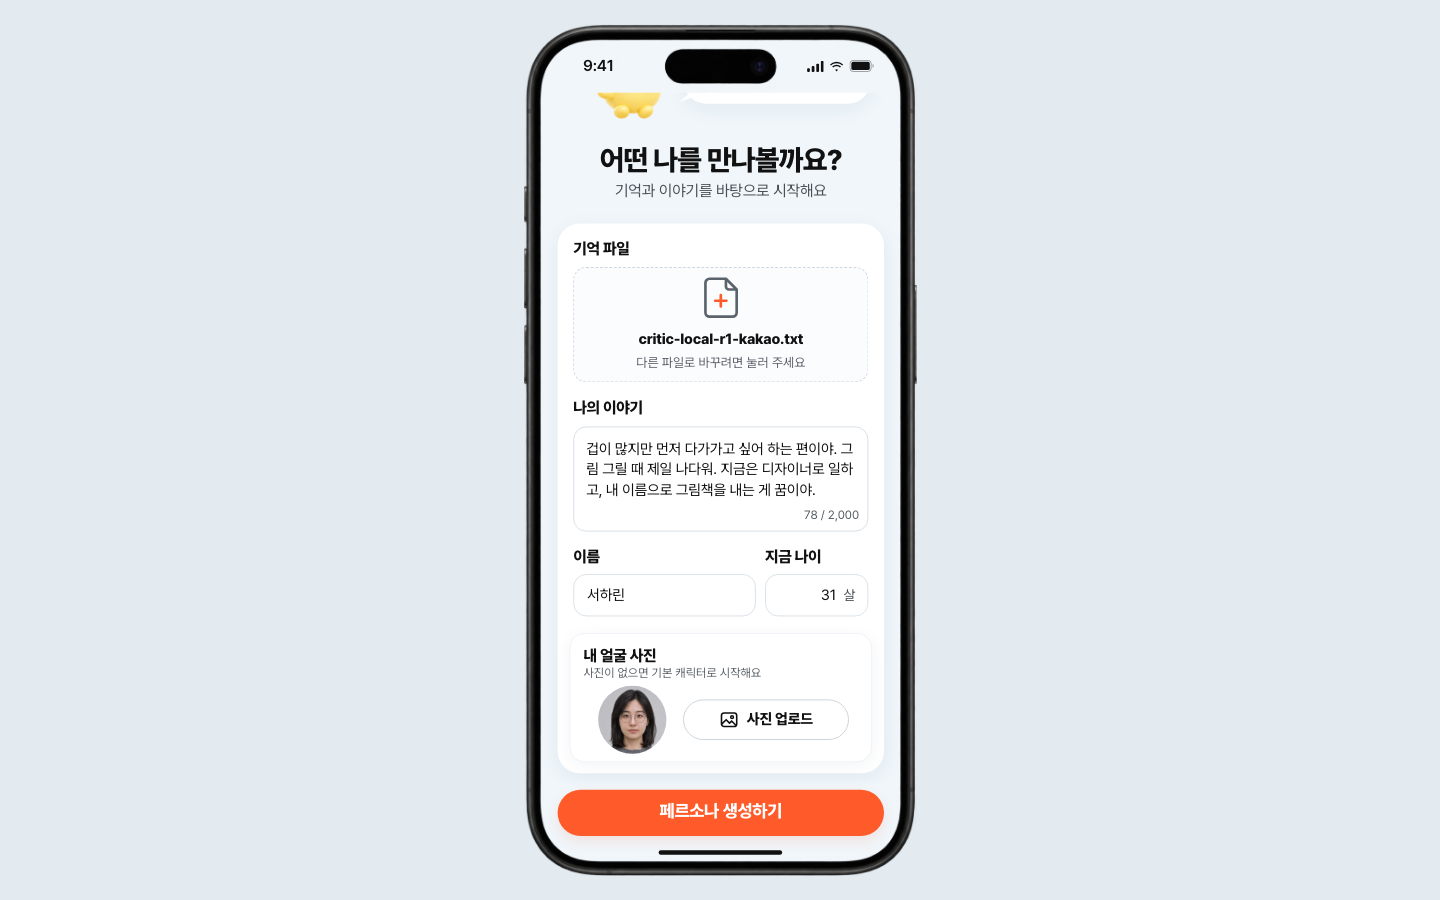 9:41
어떤 나를 만나볼까요?
기억과 이야기를 바탕으로 시작해요
기억 파일
critic-local-r1-kakao.txt
다른 파일로 바꾸려면 눌러 주세요
나의 이야기
겁이 많지만 먼저 다가가고 싶어 하는 편이야. 그
림 그릴 때 제일 나다워. 지금은 디자이너로 일하
고, 내 이름으로 그림책을 내는 게 꿈이야.
78 / 2,000
이름
지금 나이
서하린
31 살
내 얼굴 사진
사진이 없으면 기본 캐릭터로 시작해요
사진 업로드
페르소나 생성하기